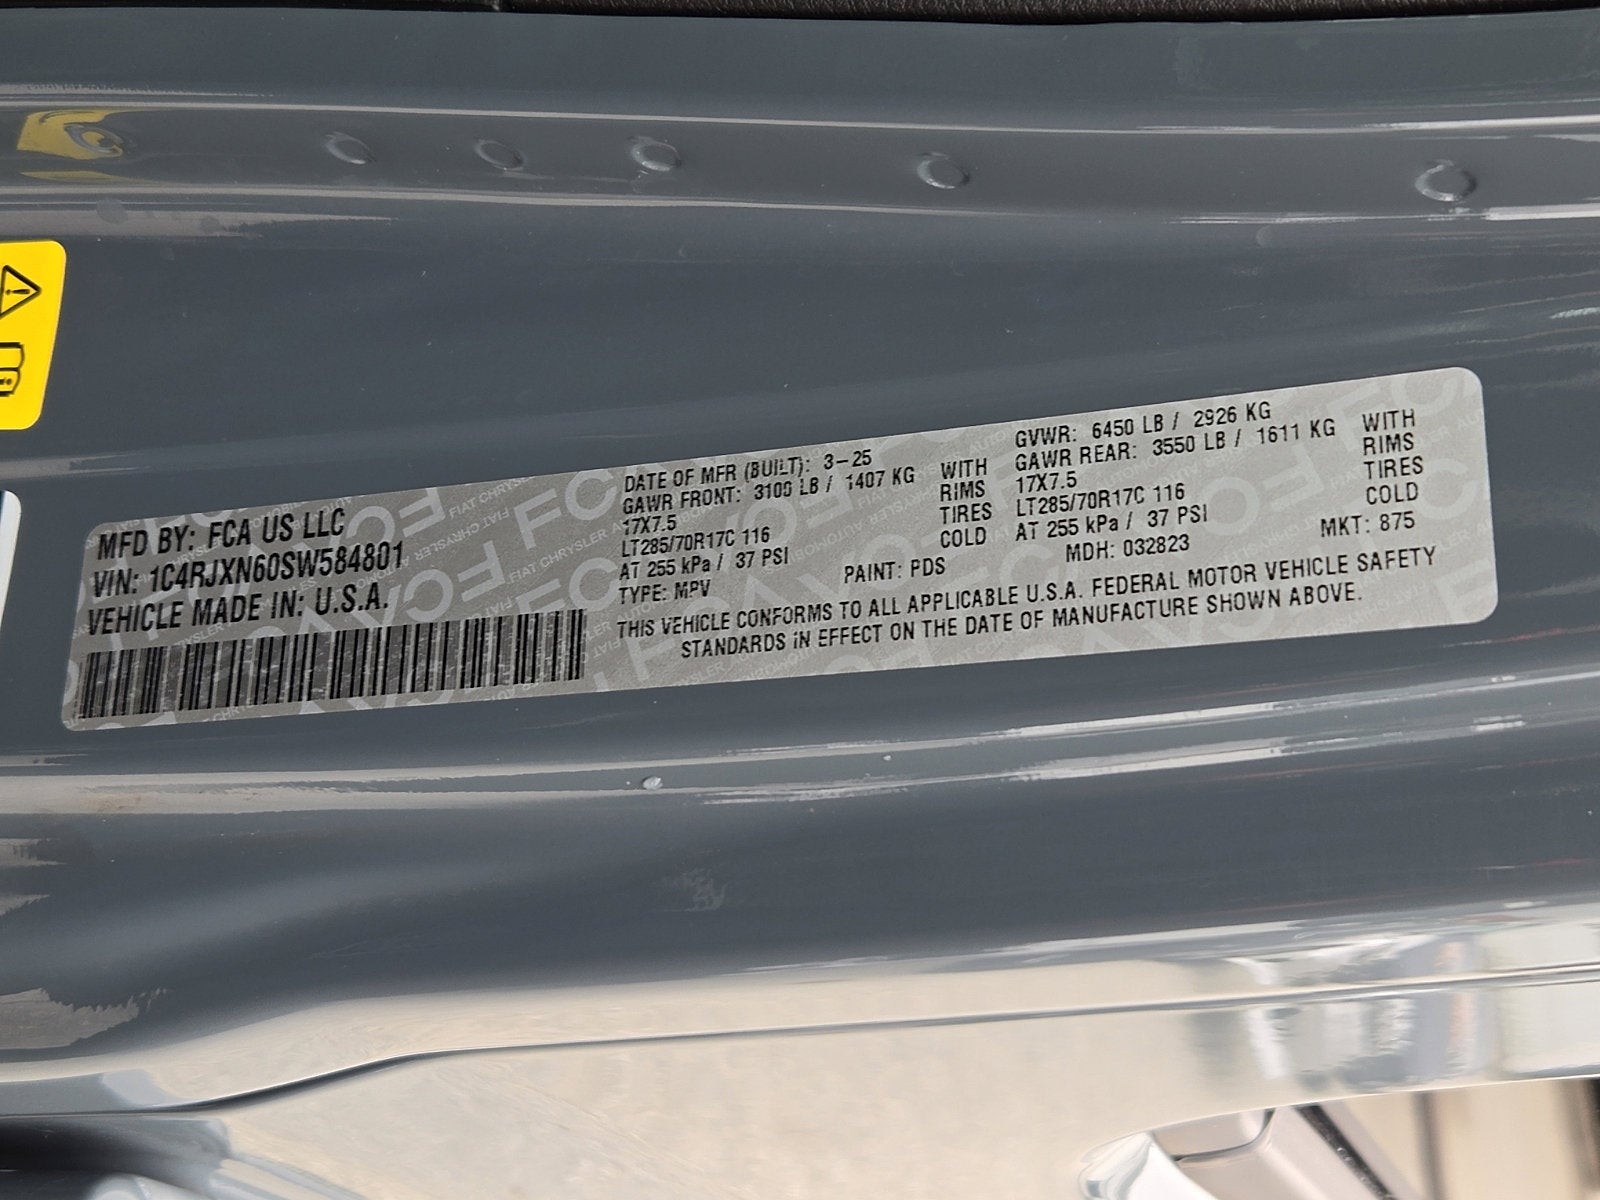 MFD BY: FCA US LLC
VIN: 1C4RJXN60SW584801
VEHICLE MADE IN: U.S.A.
DATE OF MFR (BUILT): 3-25
GAWR FRONT: 3100 LB / 1407 KG WITH
17X7.5 RIMS
LT285/70R17C 116 TIRES
AT 255 kPa / 37 PSI COLD
TYPE: MPV PAINT: PDS
GVWR: 6450 LB / 2926 KG
GAWR REAR: 3550 LB / 1611 KG WITH
17X7.5 RIMS
LT285/70R17C 116 TIRES
AT 255 kPa / 37 PSI COLD
MDH: 032823 MKT: 875
THIS VEHICLE CONFORMS TO ALL APPLICABLE U.S.A. FEDERAL MOTOR VEHICLE SAFETY
STANDARDS IN EFFECT ON THE DATE OF MANUFACTURE SHOWN ABOVE.